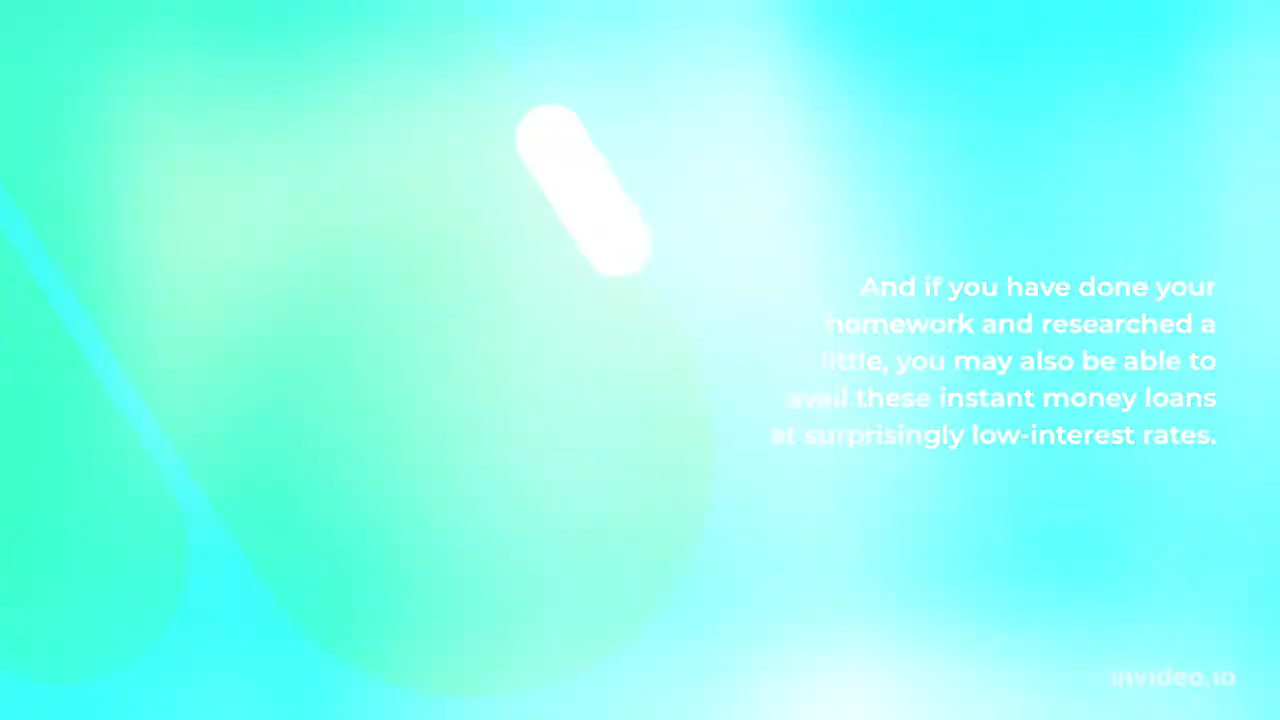 And if you have done your
homework and researched a
little, you may also be able to
avail these instant money loans
at surprisingly low-interest rates.
invideo.io